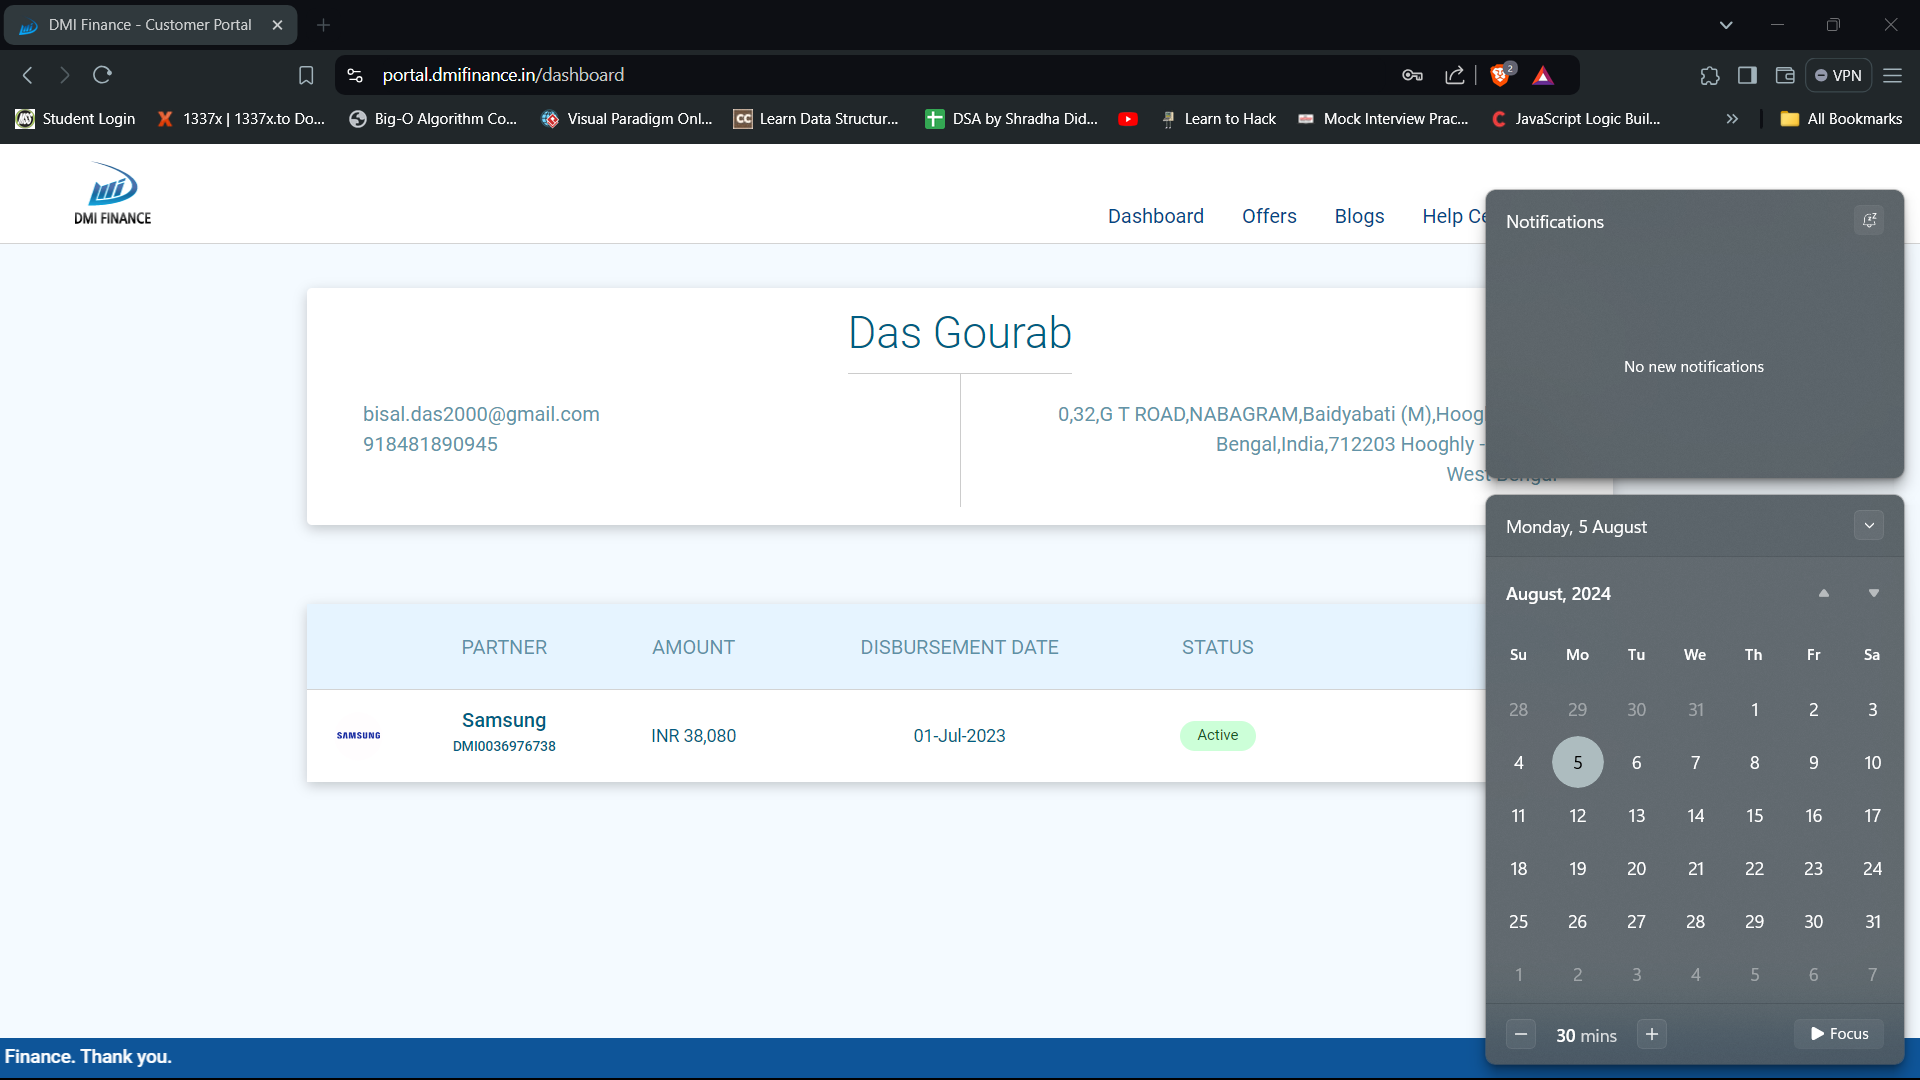 DMI Finance - Customer Portal
portal.dmifinance.in/dashboard
2
VPN
Student Login
1337x | 1337x.to Do...
Big-O Algorithm Co...
Visual Paradigm Onl...
CC
Learn Data Structur...
DSA by Shradha Did...
Learn to Hack
Mock Interview Prac...
JavaScript Logic Buil...
All Bookmarks
DMI FINANCE
Dashboard
Offers
Blogs
Help Ce
Das Gourab
bisal.das2000@gmail.com
918481890945
0,32,G T ROAD,NABAGRAM,Baidyabati (M),Hoogh
Bengal,India,712203 Hooghly -
West Bengal
PARTNER AMOUNT DISBURSEMENT DATE STATUS
SAMSUNG
Samsung
DMI0036976738
INR 38,080
01-Jul-2023
Active
Finance. Thank you.
Notifications
No new notifications
Monday, 5 August
August, 2024
Su Mo Tu We Th Fr Sa
28 29 30 31 1 2 3
4 5 6 7 8 9 10
11 12 13 14 15 16 17
18 19 20 21 22 23 24
25 26 27 28 29 30 31
1 2 3 4 5 6 7
30 mins
Focus